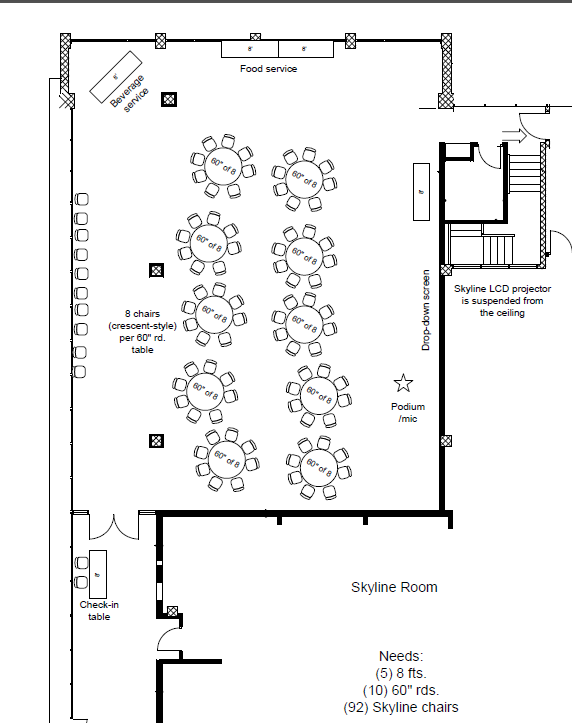 8'
8'
Food service
8'
Beverage
service
60" of 8
60" of 8
8'
60" of 8
60" of 8
Drop-down screen
Skyline LCD projector
is suspended from
the ceiling
8 chairs
(crescent-style)
per 60" rd.
table
60" of 8
60" of 8
60" of 8
60" of 8
Podium
/mic
60" of 8
60" of 8
Check-in
table
Skyline Room
Needs:
(5) 8 fts.
(10) 60" rds.
(92) Skyline chairs